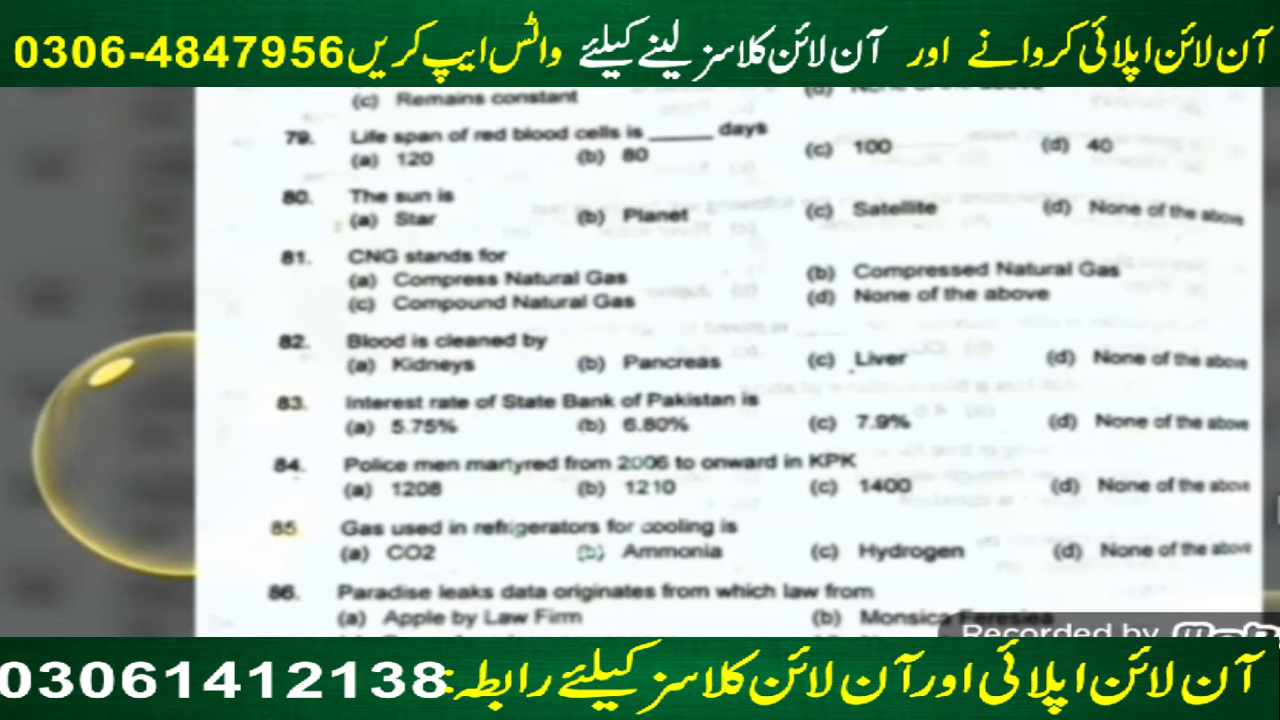 آن لائن اپلائی کروانے اور آن لائن کلاسز لینے کیلئے واٹس ایپ کریں 0306-4847956
(c) Remains constant
79. Life span of red blood cells is _____ days
(a) 120 (b) 80 (c) 100 (d) 40
80. The sun is
(a) Star (b) Planet (c) Satellite (d) None of the above
81. CNG stands for
(a) Compress Natural Gas (b) Compressed Natural Gas
(c) Compound Natural Gas (d) None of the above
82. Blood is cleaned by
(a) Kidneys (b) Pancreas (c) Liver (d) None of the above
83. Interest rate of State Bank of Pakistan is
(a) 5.75% (b) 6.80% (c) 7.9% (d) None of the above
84. Police men martyred from 2006 to onward in KPK
(a) 1208 (b) 1210 (c) 1400 (d) None of the above
85 Gas used in refrigerators for cooling is
(a) CO2 (b) Ammonia (c) Hydrogen (d) None of the above
86. Paradise leaks data originates from which law from
(a) Apple by Law Firm (b) Monsica
Recorded by
آن لائن اپلائی اور آن لائن کلاسز کیلئے رابطہ: 03061412138